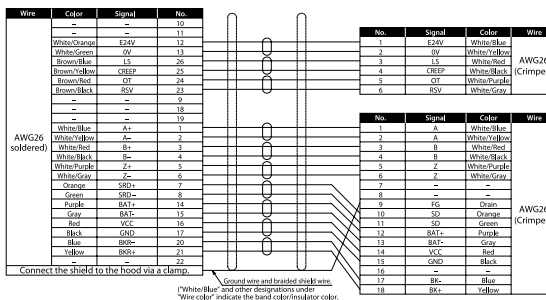 Wire Color Signal No.
– – 10
– – 11
White/Orange E24V 12
White/Green 0V 13
Brown/Blue LS 26
Brown/Yellow CREEP 25
Brown/Red OT 24
Brown/Black RSV 23
– – 9
– – 18
– – 19
White/Blue A+ 1
AWG26 White/Yellow A– 2
soldered) White/Red B+ 3
White/Black B– 4
White/Purple Z+ 5
White/Gray Z– 6
Orange SRD+ 7
Green SRD– 8
Purple BAT+ 14
Gray BAT- 15
Red VCC 16
Black GND 17
Blue BKR– 20
Yellow BKR+ 21
– – 22
Connect the shield to the hood via a clamp.
No. Signal Color Wire
1 E24V White/Blue
2 0V White/Yellow
3 LS White/Red AWG26
4 CREEP White/Black (Crimpe
5 OT White/Purple
6 RSV White/Gray
No. Signal Color Wire
1 A White/Blue
2 A White/Yellow
3 B White/Red
4 B White/Black
5 Z White/Purple
6 Z White/Gray
7 – –
8 – –
9 FG Drain AWG26
10 SD Orange (Crimpe
11 SD Green
12 BAT+ Purple
13 BAT- Gray
14 VCC Red
15 GND Black
16 – –
17 BK- Blue
18 BK+ Yellow
Ground wire and braided shield wire.
("White/Blue" and other designations under
"Wire color" indicate the band color/insulator color.